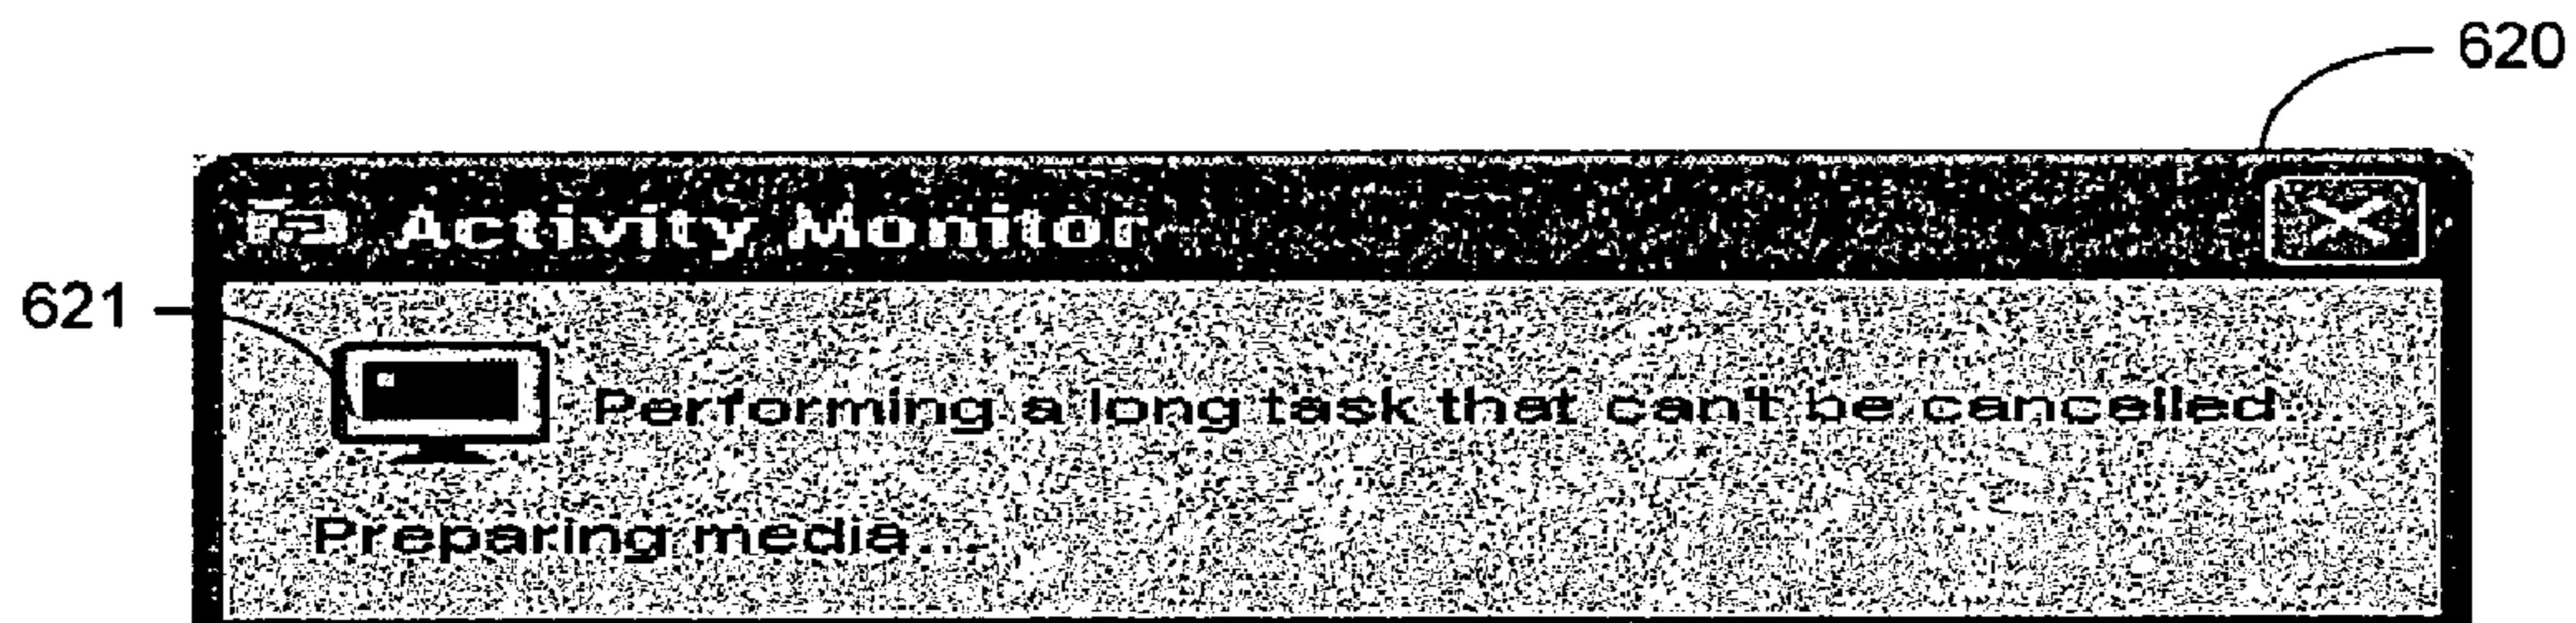 620
Activity Monitor
621
Performing a long task that can't be cancelled...
Preparing media...